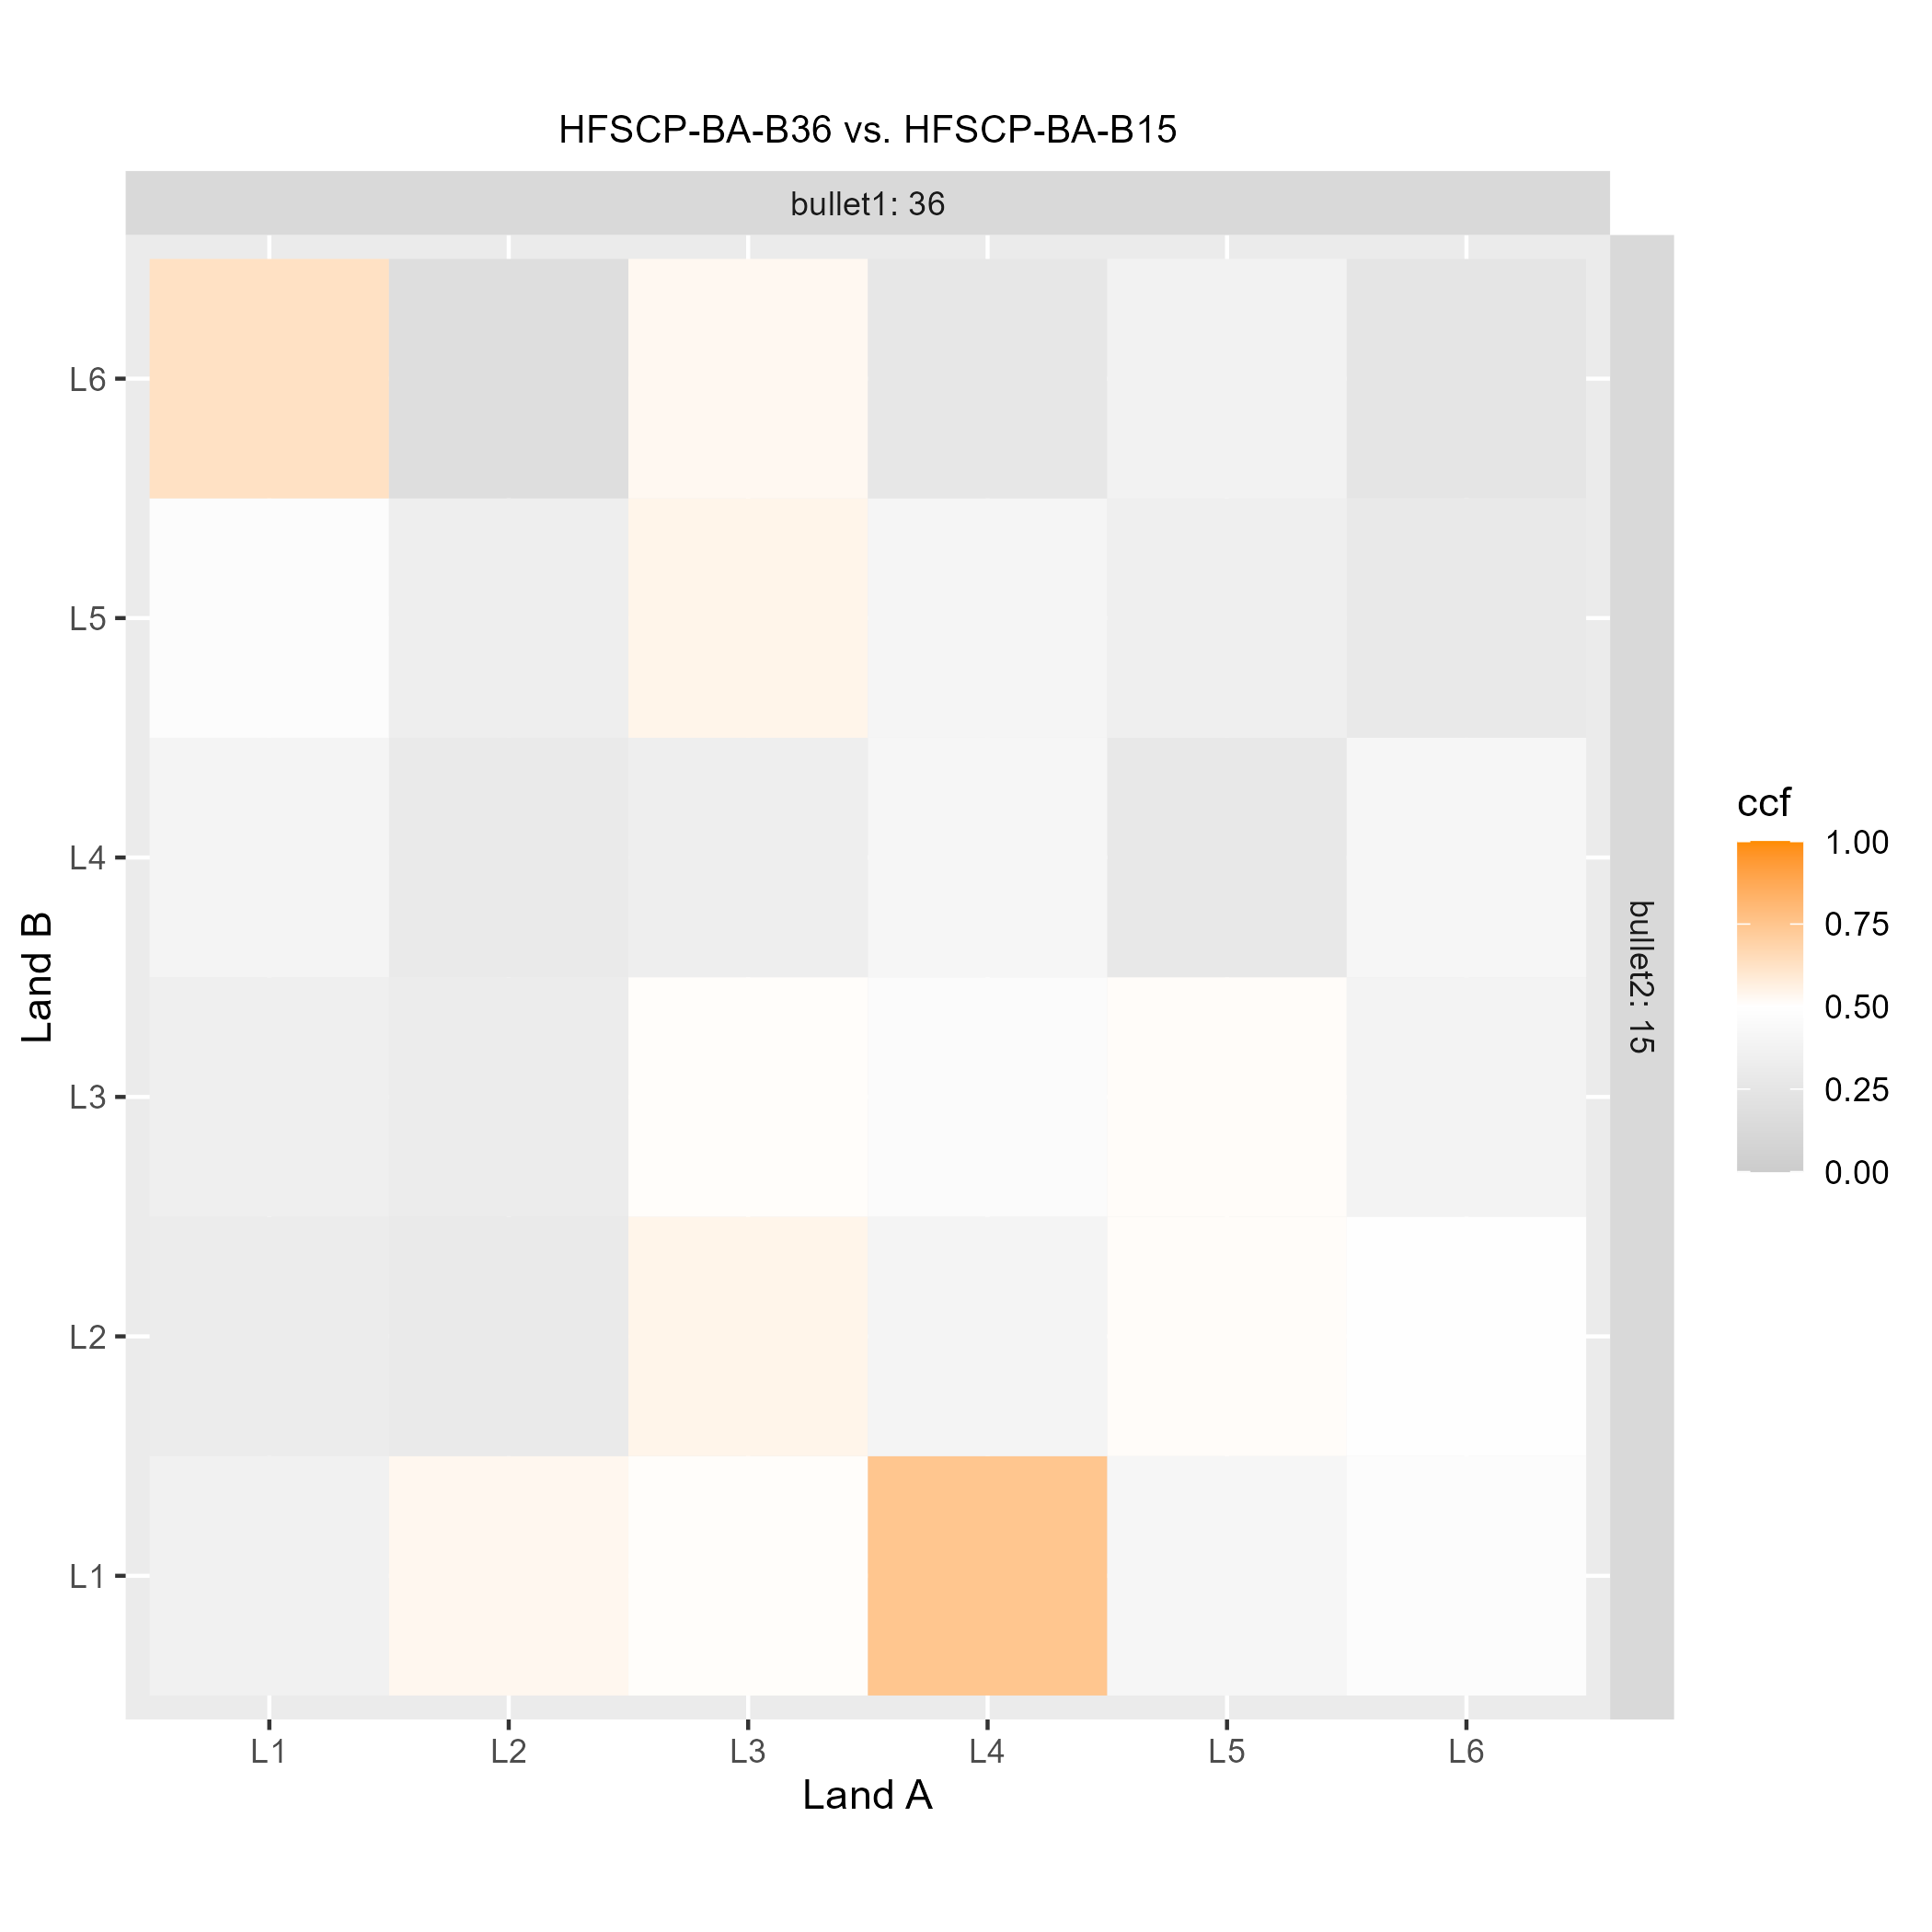 HFSCP-BA-B36 vs. HFSCP-BA-B15
bullet1: 36
L6
L5
L4
L3
L2
L1
Land B
L1
L2
L3
L4
L5
L6
Land A
bullet2: 15
ccf
1.00
0.75
0.50
0.25
0.00